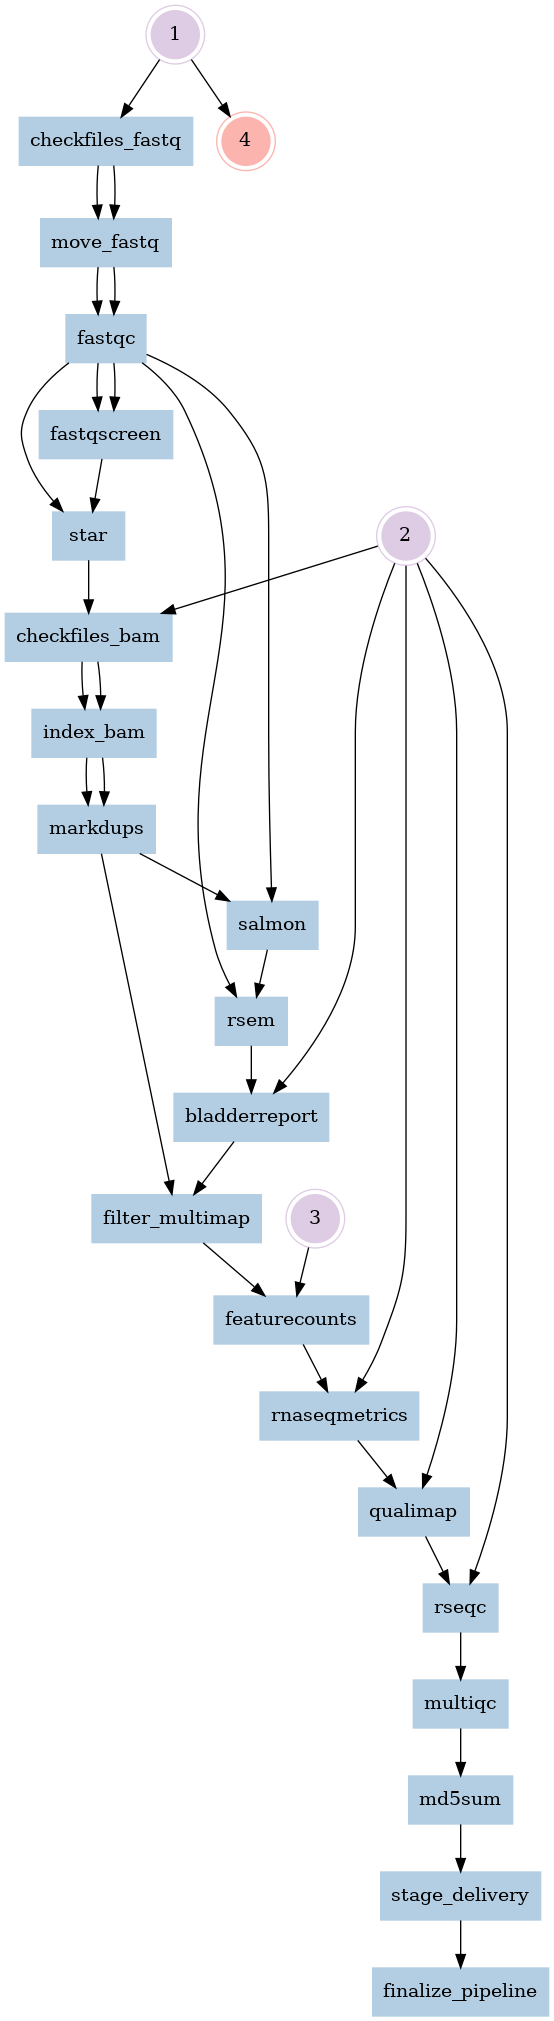 1
checkfiles_fastq
4
move_fastq
fastqc
fastqscreen
star
2
checkfiles_bam
index_bam
markdups
salmon
rsem
bladderreport
filter_multimap
3
featurecounts
rnaseqmetrics
qualimap
rseqc
multiqc
md5sum
stage_delivery
finalize_pipeline